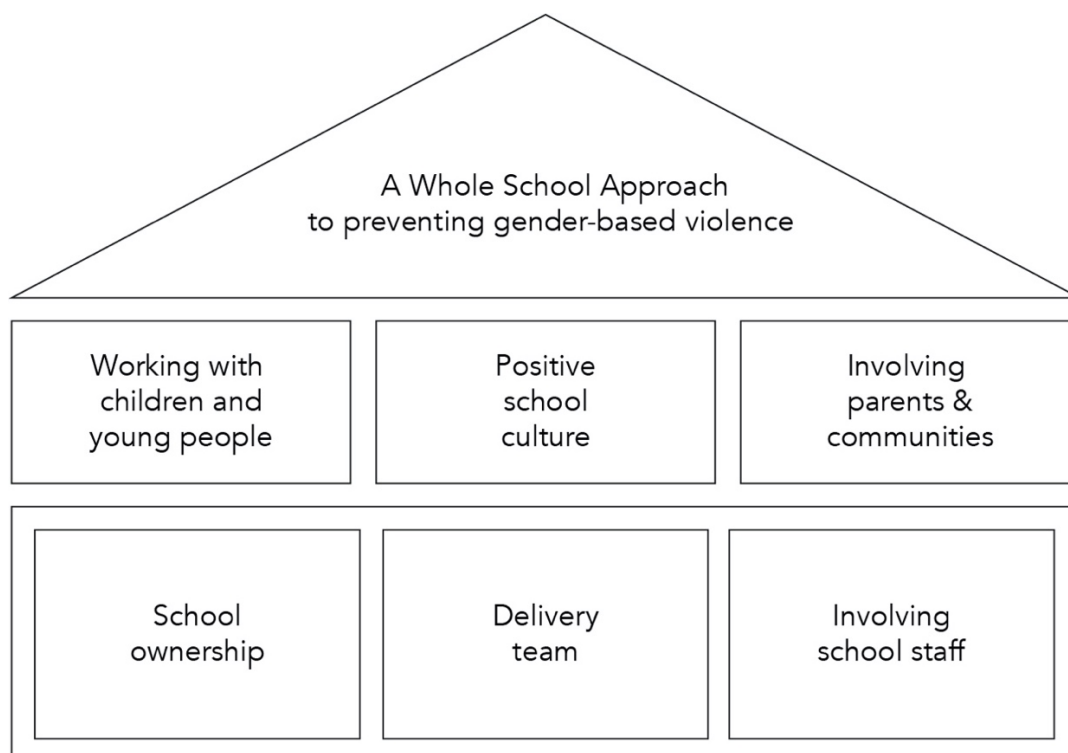 A Whole School Approach
to preventing gender-based violence
Working with
children and
young people
Positive
school
culture
Involving
parents &
communities
School
ownership
Delivery
team
Involving
school staff